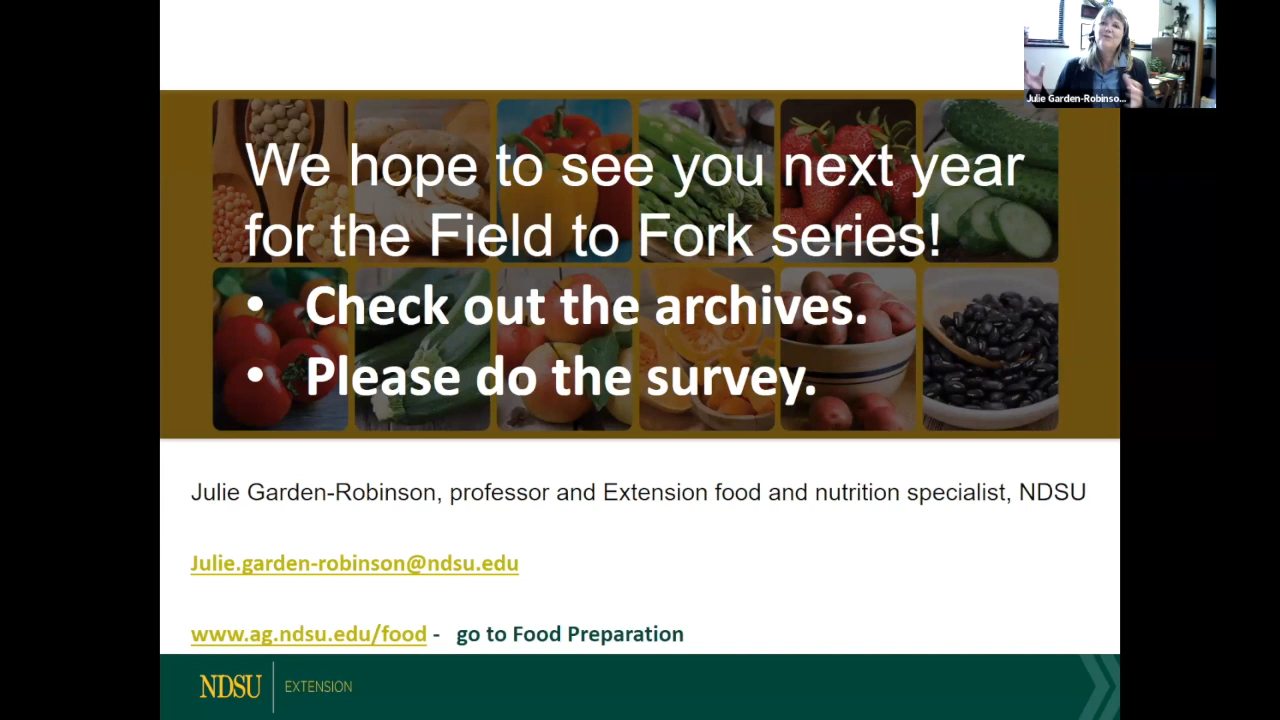 Julie Garden-Robinso...
We hope to see you next year
for the Field to Fork series!
• Check out the archives.
• Please do the survey.
Julie Garden-Robinson, professor and Extension food and nutrition specialist, NDSU
Julie.garden-robinson@ndsu.edu
www.ag.ndsu.edu/food - go to Food Preparation
NDSU EXTENSION